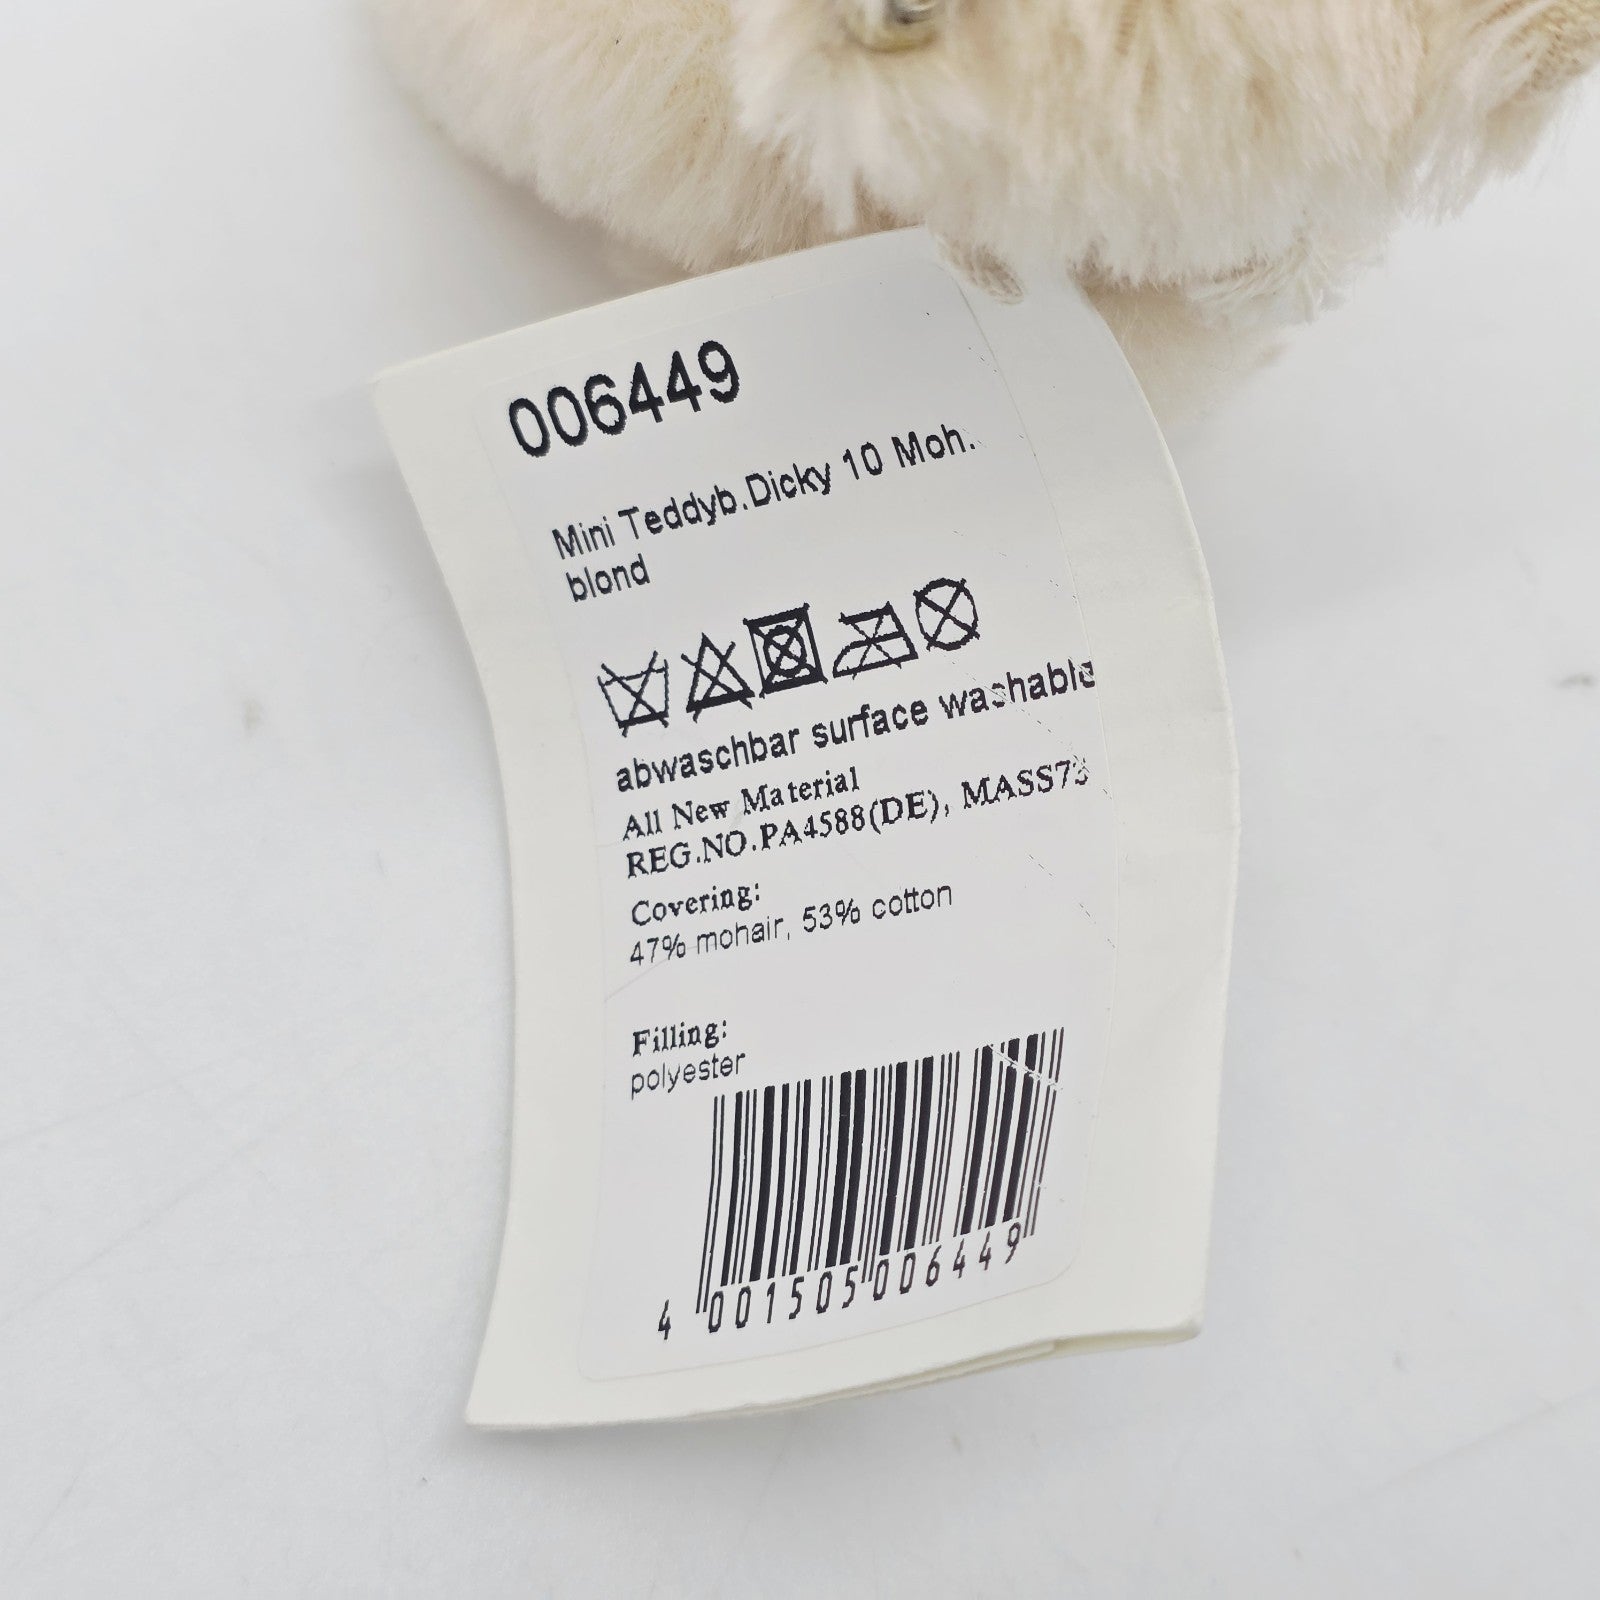 006449
Mini Teddyb.Dicky 10 Moh.
blond
abwaschbar surface washable
All New Material
REG.NO.PA4588(DE), MASS73
Covering:
47% mohair, 53% cotton
Filling:
polyester
4 001505 006449